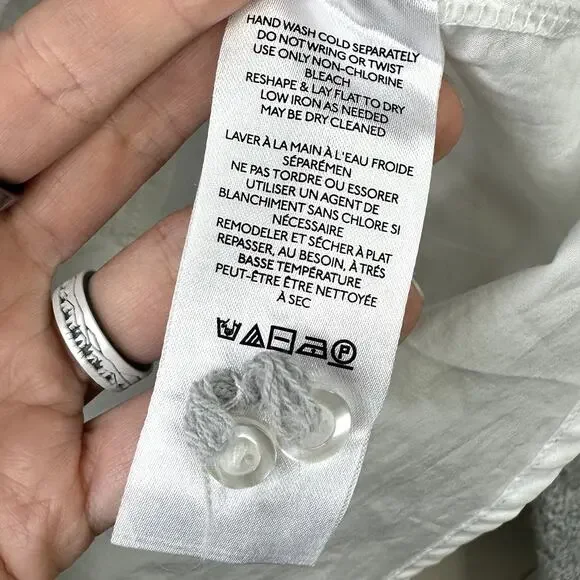 HAND WASH COLD SEPARATELY
DO NOT WRING OR TWIST
USE ONLY NON-CHLORINE
BLEACH
RESHAPE & LAY FLAT TO DRY
LOW IRON AS NEEDED
MAY BE DRY CLEANED
LAVER À LA MAIN À L'EAU FROIDE
SÉPARÉMEN
NE PAS TORDRE OU ESSORER
UTILISER UN AGENT DE
BLANCHIMENT SANS CHLORE SI
NÉCESSAIRE
REMODELER ET SÉCHER À PLAT
REPASSER, AU BESOIN, À TRÉS
BASSE TEMPÉRATURE
PEUT-ÊTRE ÊTRE NETTOYÉE
À SEC
P